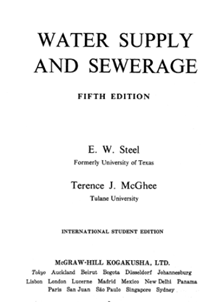 WATER SUPPLY
AND SEWERAGE
FIFTH EDITION
E. W. Steel
Formerly University of Texas
Terence J. McGhee
Tulane University
INTERNATIONAL STUDENT EDITION
McGRAW-HILL KOGAKUSHA, LTD.
Tokyo Auckland Beirut Bogota Düsseldorf Johannesburg
Lisbon London Lucerne Madrid Mexico New Delhi Panama
Paris San Juan São Paulo Singapore Sydney